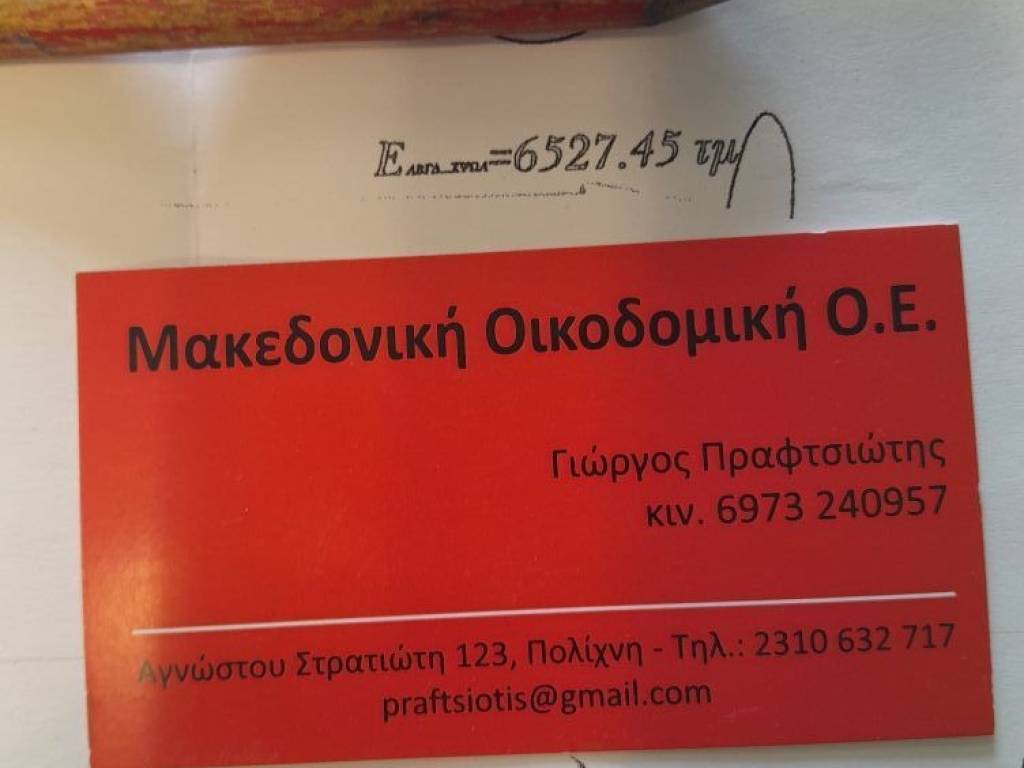 Ε =6527.45 τμ
Μακεδονική Οικοδομική Ο.Ε.
Γιώργος Πραφτσιώτης
κιν. 6973 240957
Αγνώστου Στρατιώτη 123, Πολίχνη - Τηλ.: 2310 632 717
praftsiotis@gmail.com